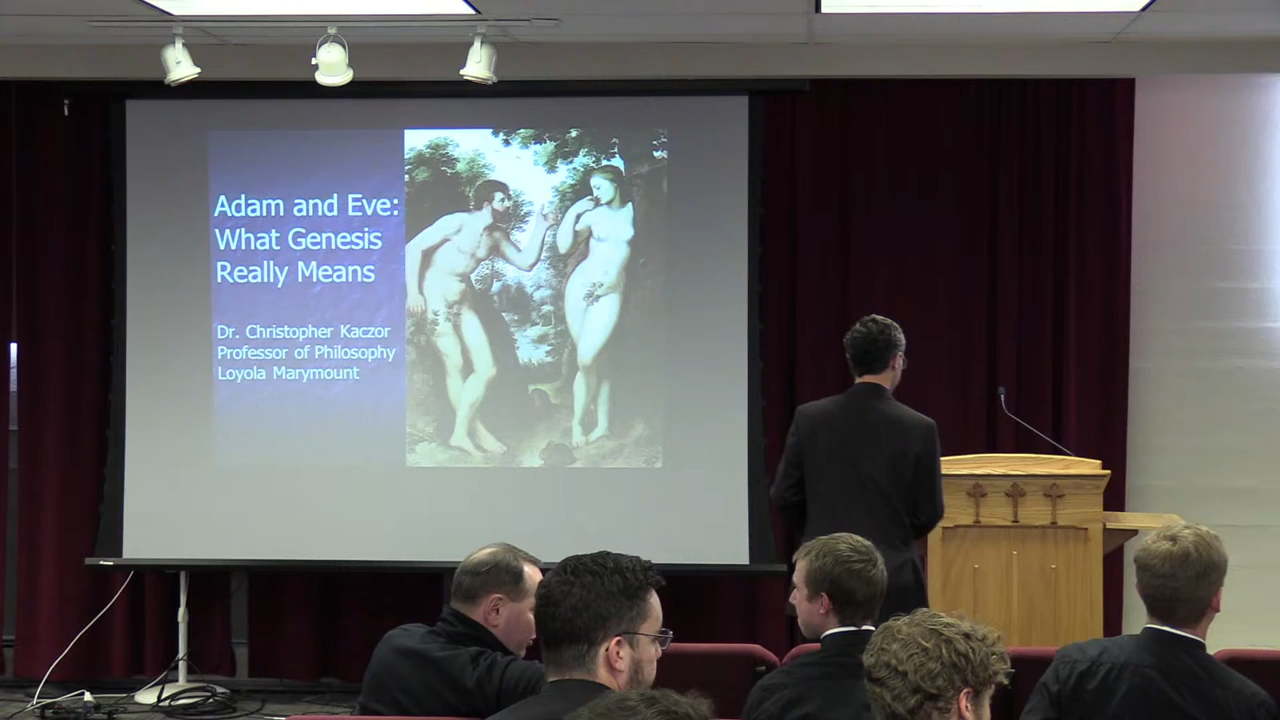 Adam and Eve:
What Genesis
Really Means
Dr. Christopher Kaczor
Professor of Philosophy
Loyola Marymount